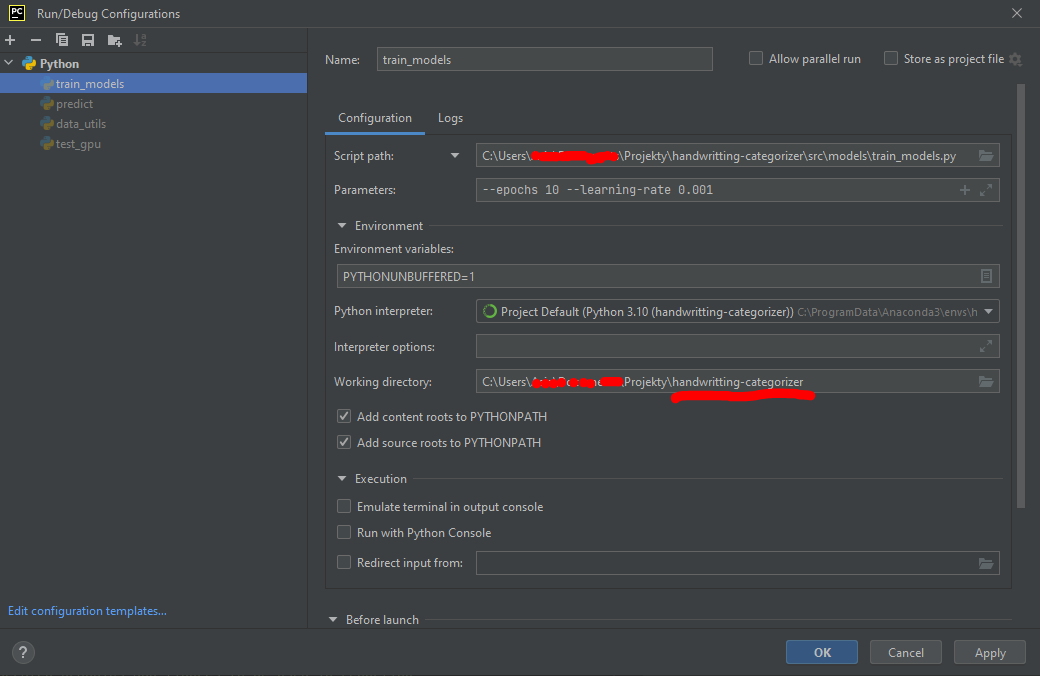 PC Run/Debug Configurations
Python
train_models
predict
data_utils
test_gpu
Edit configuration templates...
Name: train_models
Allow parallel run
Store as project file
Configuration Logs
Script path: C:\Users\ \Projekty\handwritting-categorizer\src\models\train_models.py
Parameters: --epochs 10 --learning-rate 0.001
Environment
Environment variables:
PYTHONUNBUFFERED=1
Python interpreter: Project Default (Python 3.10 (handwritting-categorizer)) C:\ProgramData\Anaconda3\envs\h
Interpreter options:
Working directory: C:\Users\ \Projekty\handwritting-categorizer
Add content roots to PYTHONPATH
Add source roots to PYTHONPATH
Execution
Emulate terminal in output console
Run with Python Console
Redirect input from:
Before launch
? OK Cancel Apply